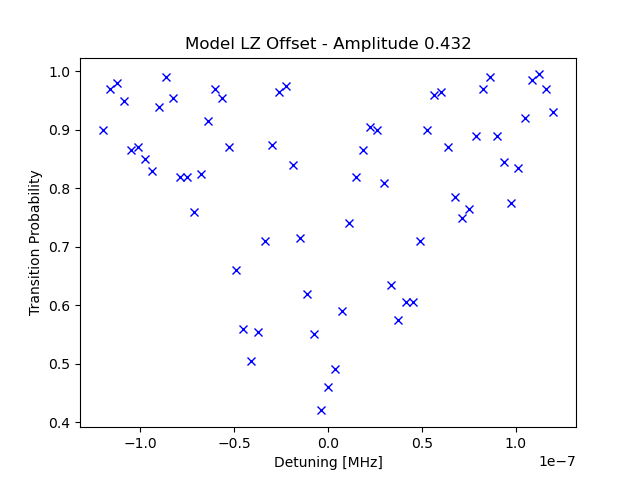 Model LZ Offset - Amplitude 0.432
Transition Probability
1.0
0.9
0.8
0.7
0.6
0.5
0.4
−1.0 −0.5 0.0 0.5 1.0
1e−7
Detuning [MHz]